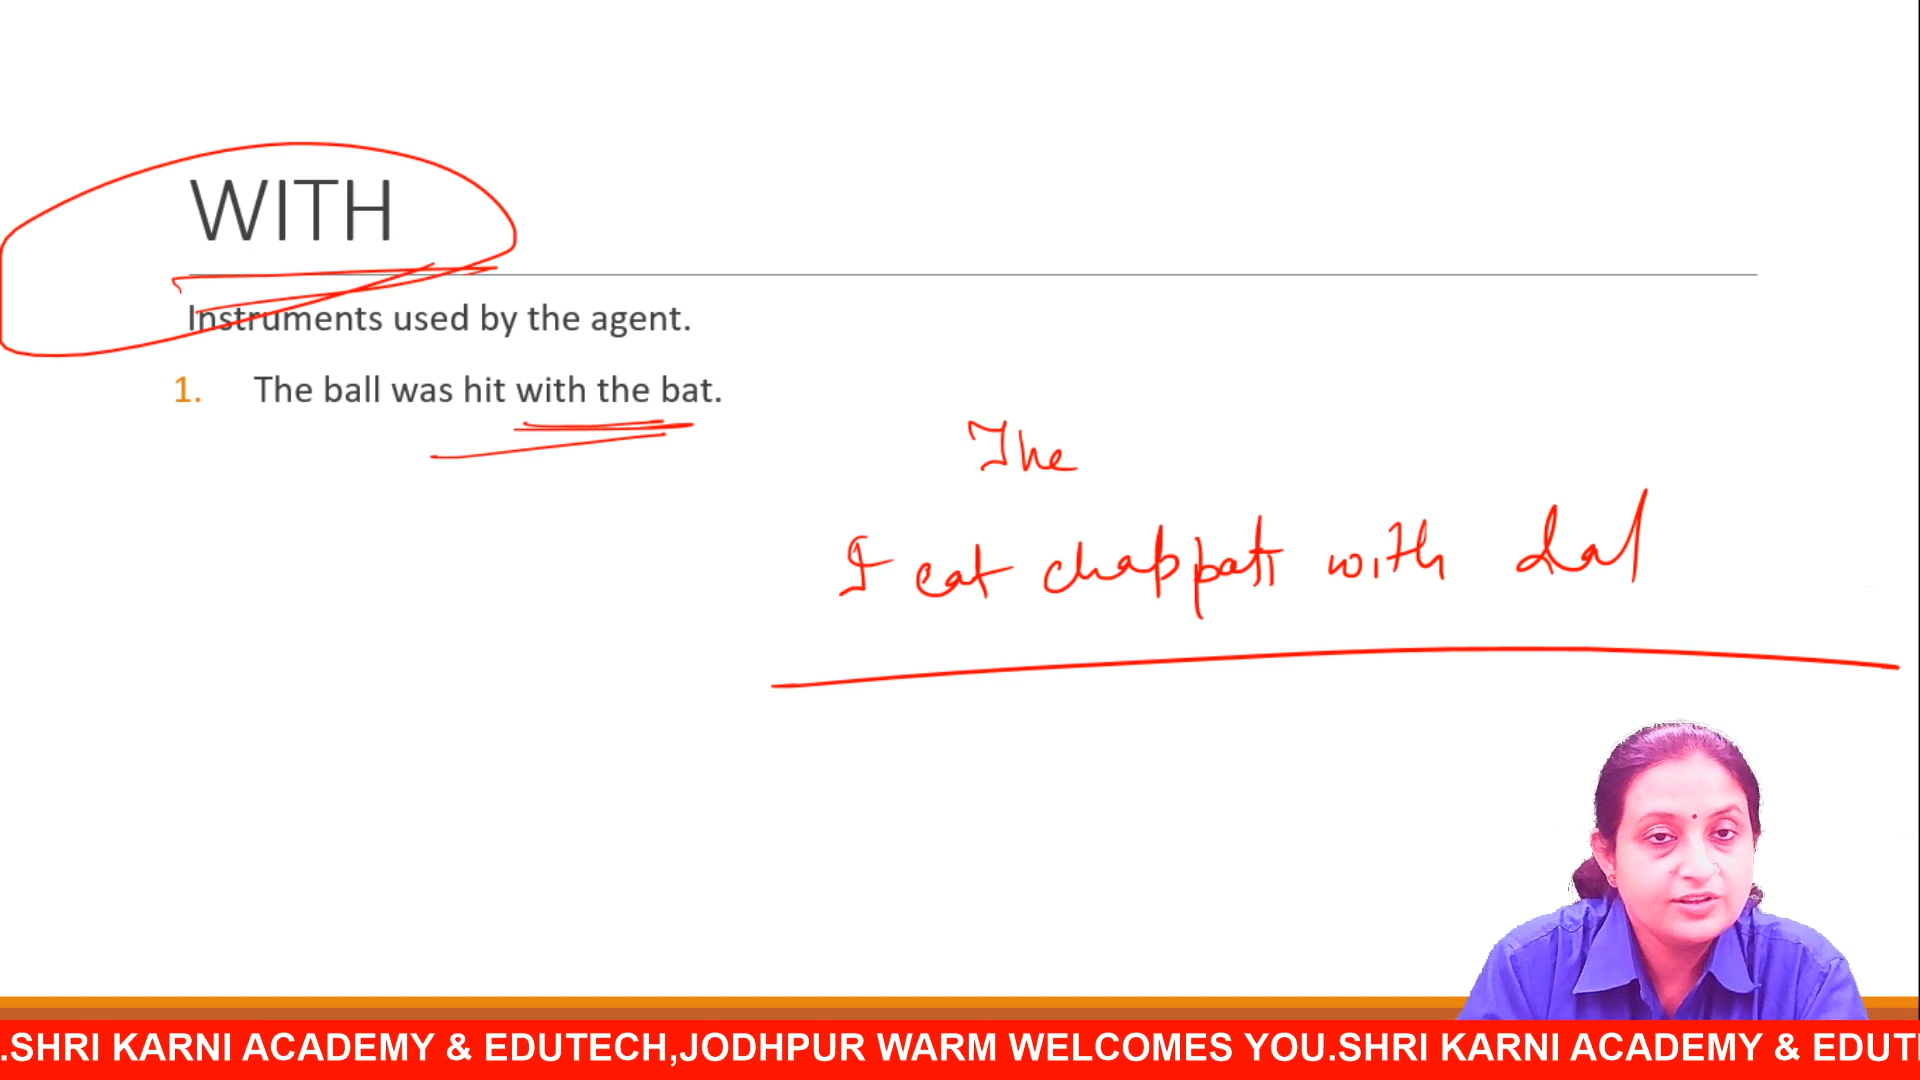 WITH
Instruments used by the agent.
1. The ball was hit with the bat.
The
I eat chappati with dal
.SHRI KARNI ACADEMY & EDUTECH,JODHPUR WARM WELCOMES YOU.SHRI KARNI ACADEMY & EDUT